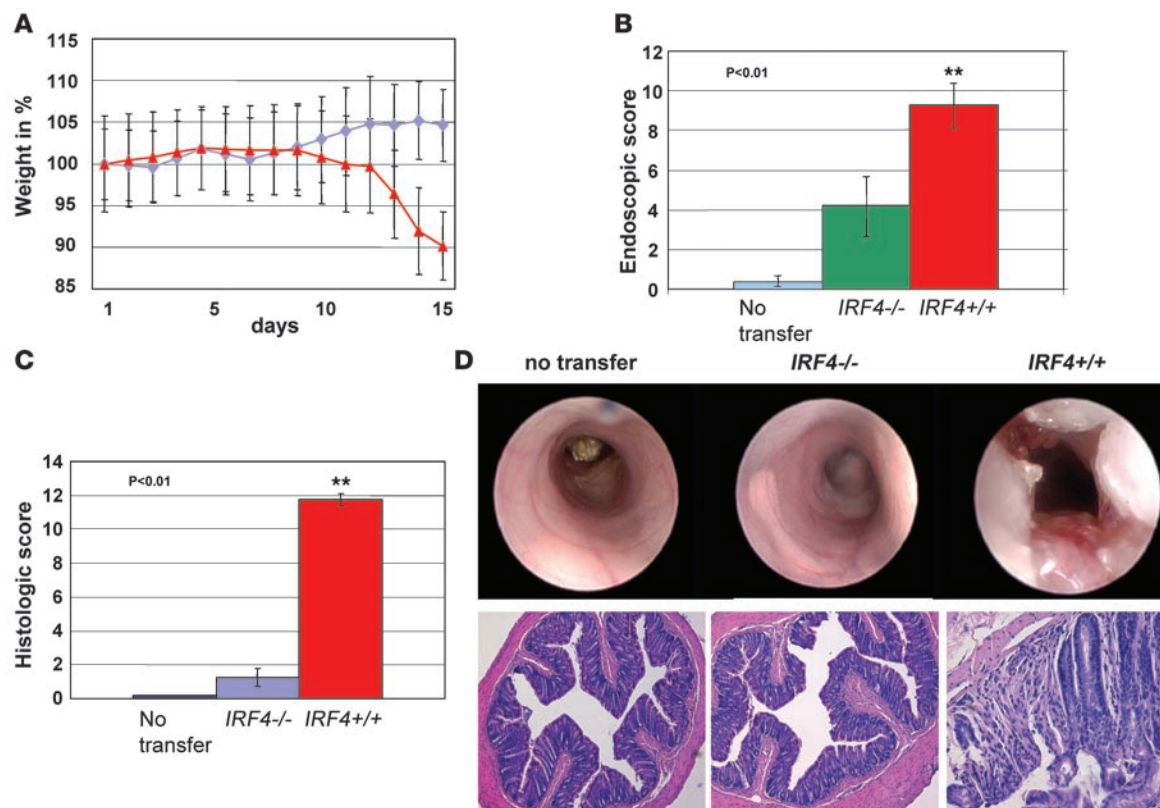 A
Weight in %
115
110
105
100
95
90
85
1 5 10 15
days
B
Endoscopic score
12
10
8
6
4
2
0
P<0.01
**
No transfer
IRF4-/-
IRF4+/+
C
Histologic score
14
12
10
8
6
4
2
0
P<0.01
**
No transfer
IRF4-/-
IRF4+/+
D
no transfer
IRF4-/-
IRF4+/+